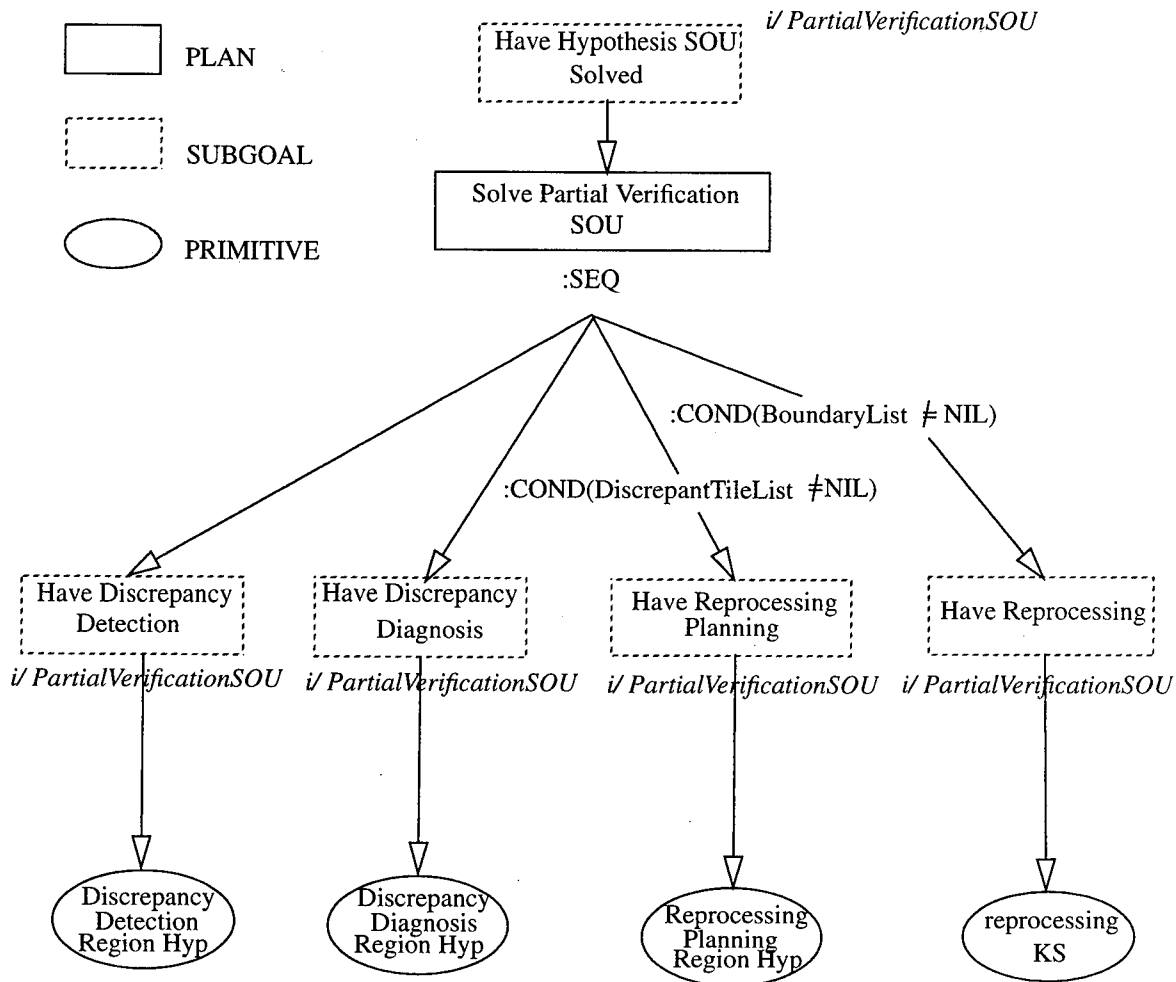 i/ PartialVerificationSOU
Have Hypothesis SOU
Solved
PLAN
SUBGOAL
PRIMITIVE
Solve Partial Verification
SOU
:SEQ
:COND(BoundaryList ≠ NIL)
:COND(DiscrepantTileList ≠NIL)
Have Discrepancy
Detection
i/ PartialVerificationSOU
Have Discrepancy
Diagnosis
i/ PartialVerificationSOU
Have Reprocessing
Planning
i/ PartialVerificationSOU
Have Reprocessing
i/ PartialVerificationSOU
Discrepancy
Detection
Region Hyp
Discrepancy
Diagnosis
Region Hyp
Reprocessing
Planning
Region Hyp
reprocessing
KS